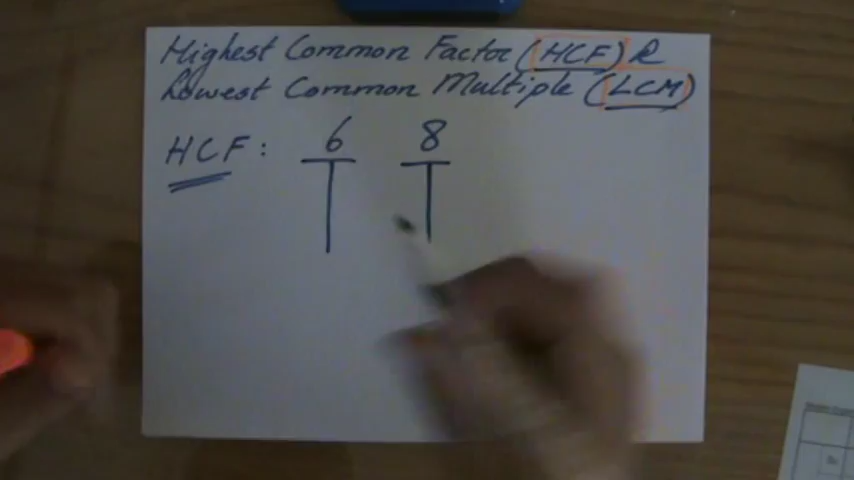 Highest Common Factor (HCF) &
Lowest Common Multiple (LCM)
HCF: 6 8